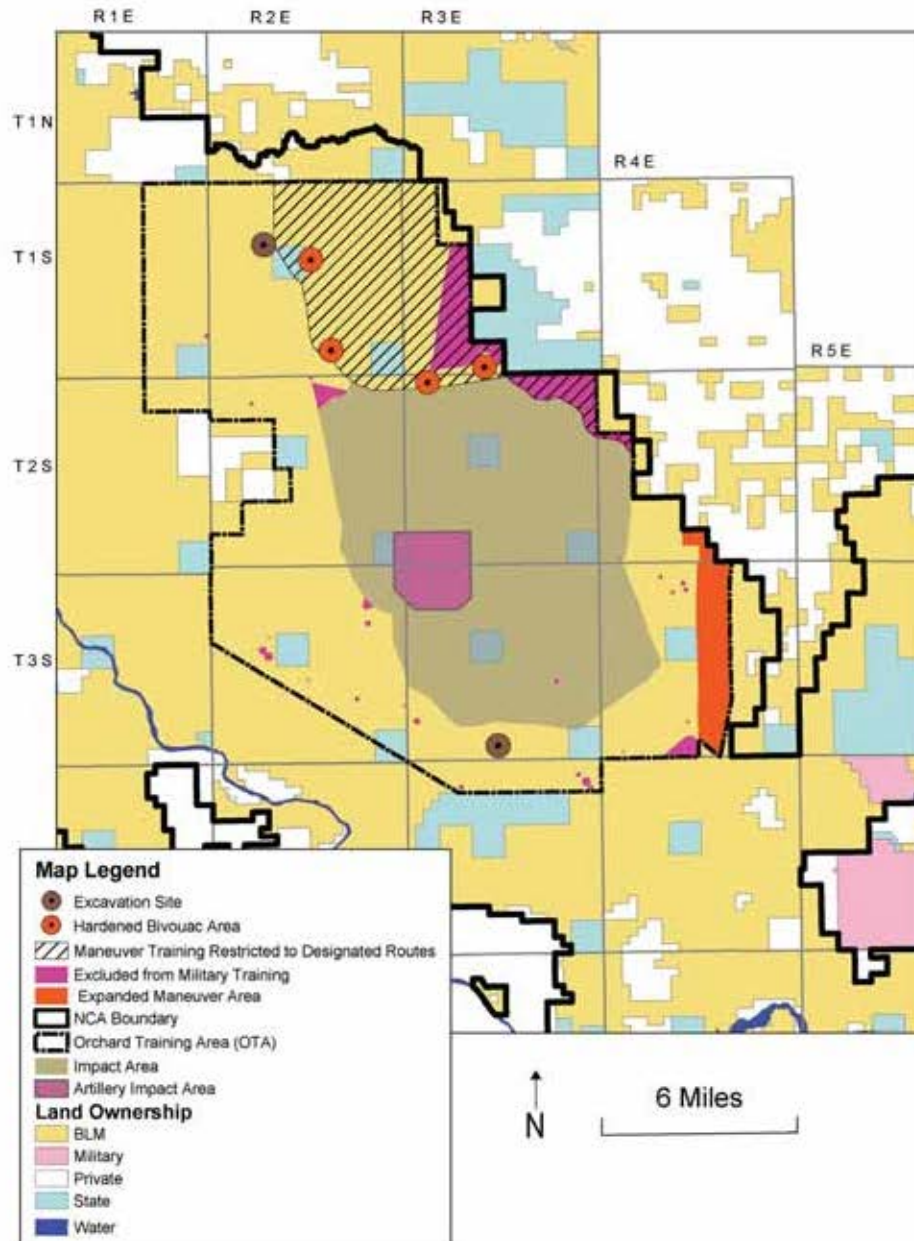 R1E R2E R3E
T1N
R4E
T1S
R5E
T2S
T3S
Map Legend
Excavation Site
Hardened Bivouac Area
Maneuver Training Restricted to Designated Routes
Excluded from Military Training
Expanded Maneuver Area
NCA Boundary
Orchard Training Area (OTA)
Impact Area
Artillery Impact Area
Land Ownership
BLM
Military
Private
State
Water
6 Miles
N